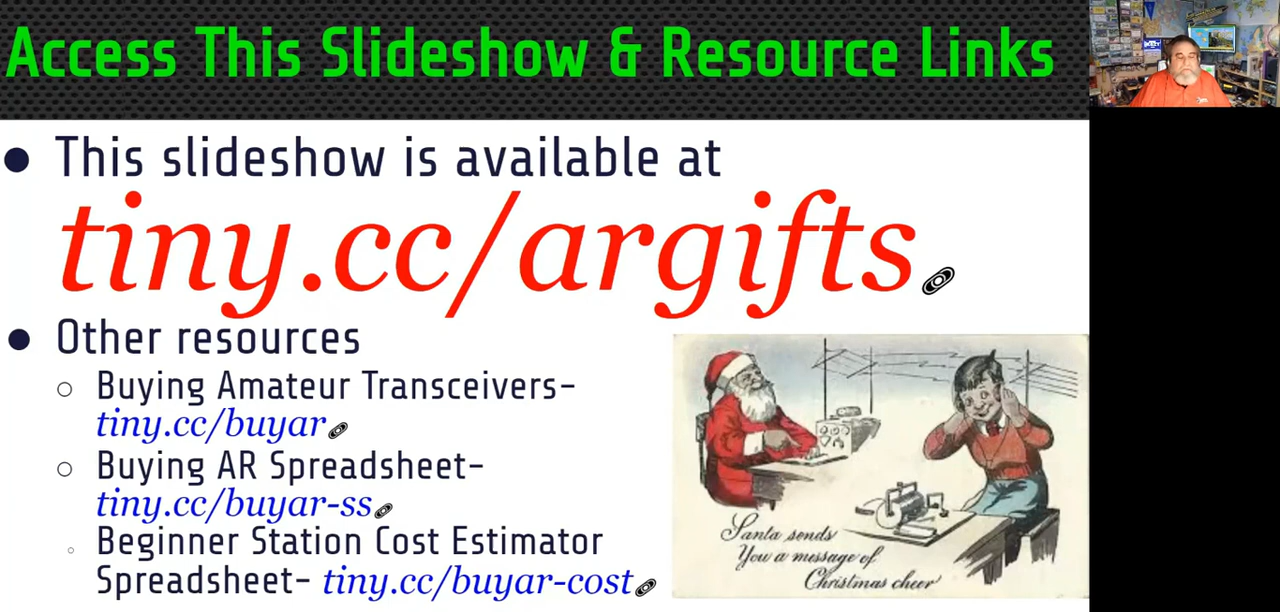 Access This Slideshow & Resource Links
● This slideshow is available at
tiny.cc/argifts
● Other resources
○ Buying Amateur Transceivers-
tiny.cc/buyar
○ Buying AR Spreadsheet-
tiny.cc/buyar-ss
○ Beginner Station Cost Estimator
Spreadsheet- tiny.cc/buyar-cost
Santa sends
You a message of
Christmas cheer